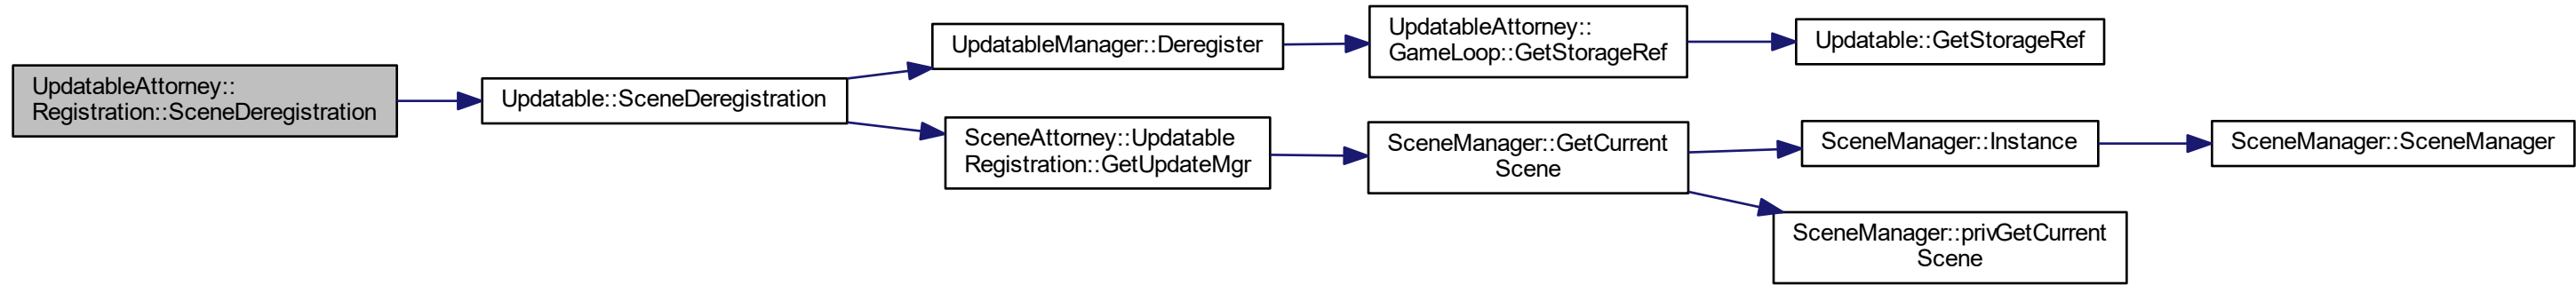 UpdatableAttorney::
Registration::SceneDeregistration
Updatable::SceneDeregistration
UpdatableManager::Deregister
UpdatableAttorney::
GameLoop::GetStorageRef
Updatable::GetStorageRef
SceneAttorney::Updatable
Registration::GetUpdateMgr
SceneManager::GetCurrent
Scene
SceneManager::Instance
SceneManager::SceneManager
SceneManager::privGetCurrent
Scene